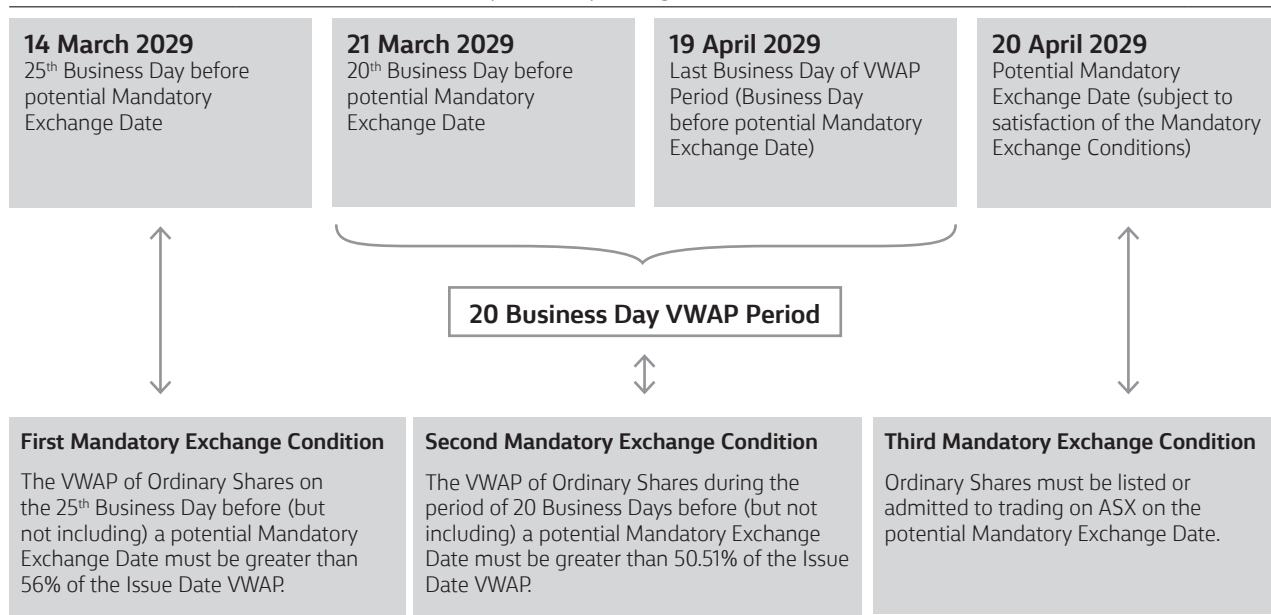 14 March 2029
25th Business Day before
potential Mandatory
Exchange Date
21 March 2029
20th Business Day before
potential Mandatory
Exchange Date
19 April 2029
Last Business Day of VWAP
Period (Business Day
before potential Mandatory
Exchange Date)
20 April 2029
Potential Mandatory
Exchange Date (subject to
satisfaction of the Mandatory
Exchange Conditions)
20 Business Day VWAP Period
First Mandatory Exchange Condition
The VWAP of Ordinary Shares on
the 25th Business Day before (but
not including) a potential Mandatory
Exchange Date must be greater than
56% of the Issue Date VWAP.
Second Mandatory Exchange Condition
The VWAP of Ordinary Shares during the
period of 20 Business Days before (but not
including) a potential Mandatory Exchange
Date must be greater than 50.51% of the Issue
Date VWAP.
Third Mandatory Exchange Condition
Ordinary Shares must be listed or
admitted to trading on ASX on the
potential Mandatory Exchange Date.